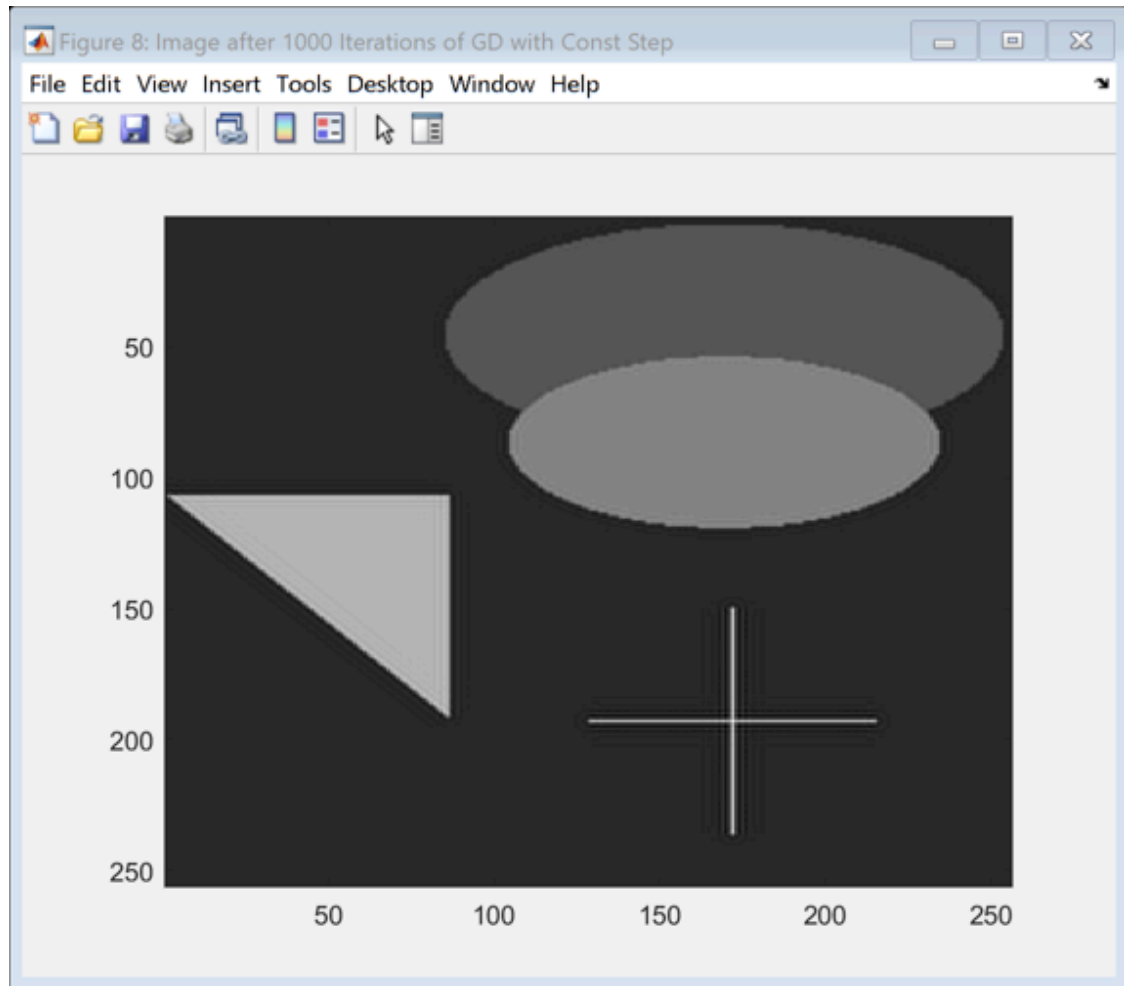 Figure 8: Image after 1000 Iterations of GD with Const Step
File Edit View Insert Tools Desktop Window Help
50
100
150
200
250
50 100 150 200 250